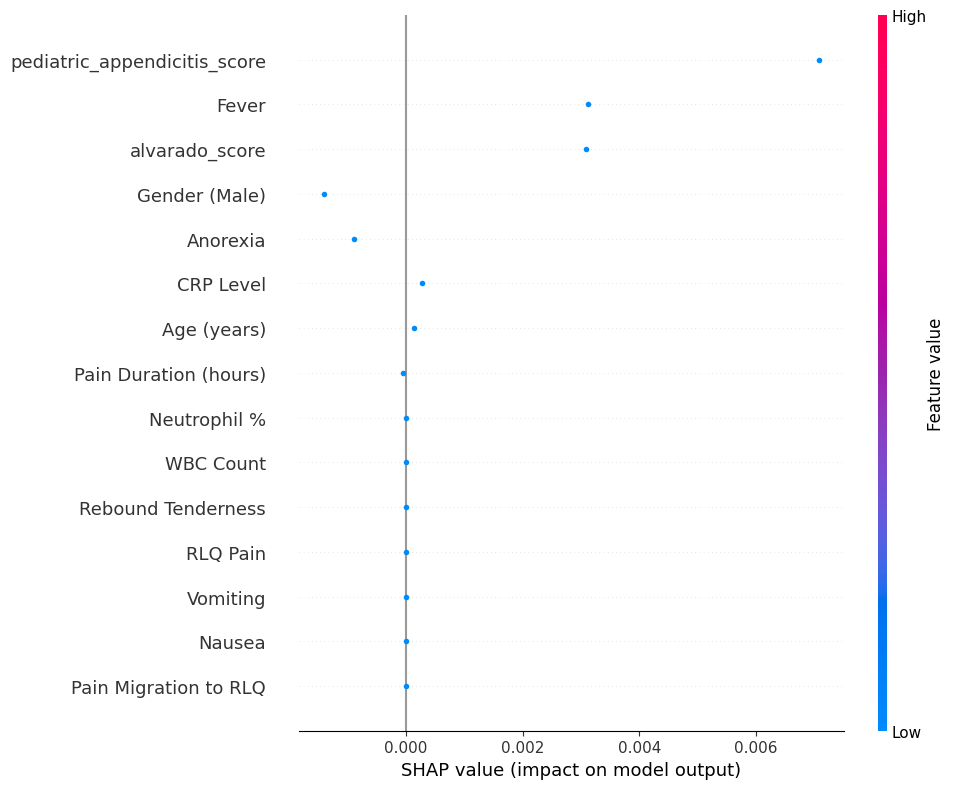 High
pediatric_appendicitis_score
Fever
alvarado_score
Gender (Male)
Anorexia
CRP Level
Age (years)
Pain Duration (hours)
Neutrophil %
WBC Count
Rebound Tenderness
RLQ Pain
Vomiting
Nausea
Pain Migration to RLQ
Feature value
Low
0.000 0.002 0.004 0.006
SHAP value (impact on model output)